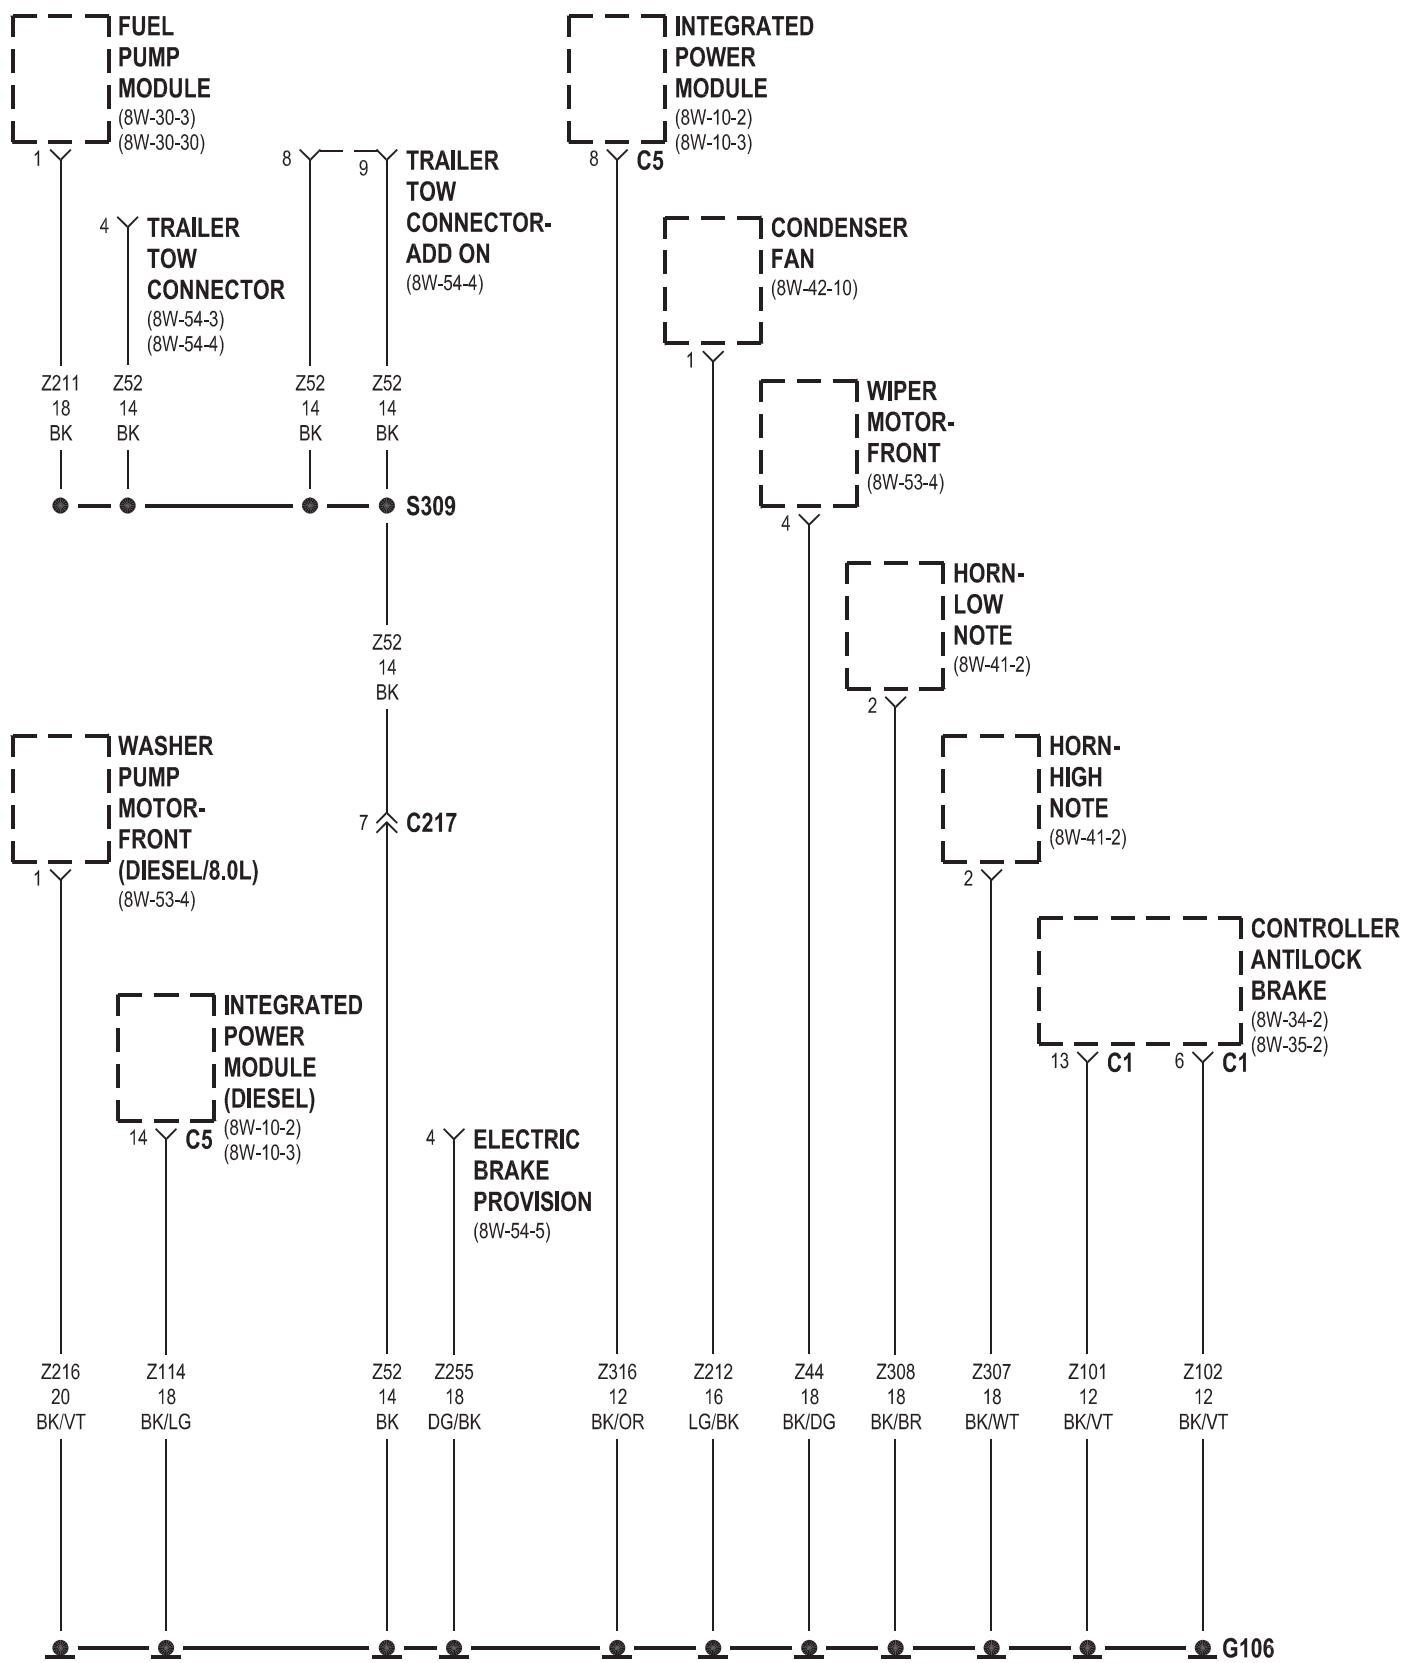 FUEL
PUMP
MODULE
(8W-30-3)
(8W-30-30)
1
4
TRAILER
TOW
CONNECTOR
(8W-54-3)
(8W-54-4)
8
9
TRAILER
TOW
CONNECTOR-
ADD ON
(8W-54-4)
INTEGRATED
POWER
MODULE
(8W-10-2)
(8W-10-3)
8
C5
CONDENSER
FAN
(8W-42-10)
1
WIPER
MOTOR-
FRONT
(8W-53-4)
4
Z211
18
BK
Z52
14
BK
Z52
14
BK
Z52
14
BK
S309
HORN-
LOW
NOTE
(8W-41-2)
2
Z52
14
BK
HORN-
HIGH
NOTE
(8W-41-2)
2
WASHER
PUMP
MOTOR-
FRONT
(DIESEL/8.0L)
(8W-53-4)
1
7
C217
CONTROLLER
ANTILOCK
BRAKE
(8W-34-2)
(8W-35-2)
13
C1
6
C1
INTEGRATED
POWER
MODULE
(DIESEL)
(8W-10-2)
(8W-10-3)
14
C5
4
ELECTRIC
BRAKE
PROVISION
(8W-54-5)
Z216
20
BK/VT
Z114
18
BK/LG
Z52
14
BK
Z255
18
DG/BK
Z316
12
BK/OR
Z212
16
LG/BK
Z44
18
BK/DG
Z308
18
BK/BR
Z307
18
BK/WT
Z101
12
BK/VT
Z102
12
BK/VT
G106